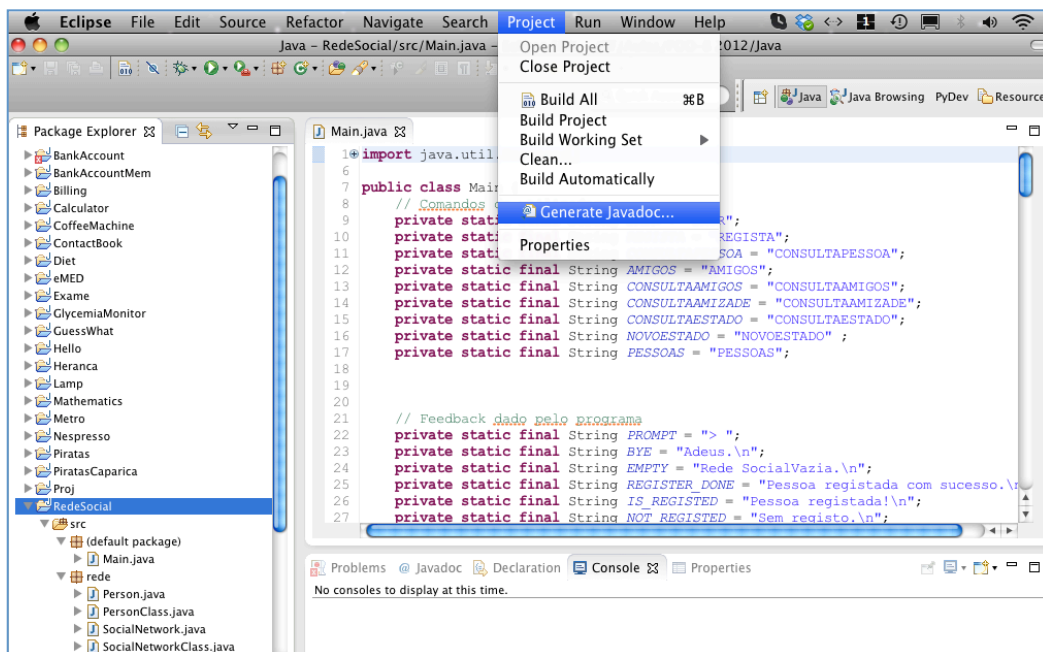 Eclipse File Edit Source Refactor Navigate Search Project Run Window Help
Java – RedeSocial/src/Main.java – 2012/Java
Open Project
Close Project
Build All ⌘B
Build Project
Build Working Set
Clean...
Build Automatically
Generate Javadoc...
Properties
Java Java Browsing PyDev Resource
Package Explorer
BankAccount
BankAccountMem
Billing
Calculator
CoffeeMachine
ContactBook
Diet
eMED
Exame
GlycemiaMonitor
GuessWhat
Hello
Heranca
Lamp
Mathematics
Metro
Nespresso
Piratas
PiratasCaparica
Proj
RedeSocial
src
(default package)
Main.java
rede
Person.java
PersonClass.java
SocialNetwork.java
SocialNetworkClass.java
Main.java
1 import java.util.
6
7 public class Mai
8 // Comandos
9 private stati R";
10 private stati REGISTA";
11 private stati SOA = "CONSULTAPESSOA";
12 private static final String AMIGOS = "AMIGOS";
13 private static final String CONSULTAAMIGOS = "CONSULTAAMIGOS";
14 private static final String CONSULTAAMIZADE = "CONSULTAAMIZADE";
15 private static final String CONSULTAESTADO = "CONSULTAESTADO";
16 private static final String NOVOESTADO = "NOVOESTADO" ;
17 private static final String PESSOAS = "PESSOAS";
18
19
20
21 // Feedback dado pelo programa
22 private static final String PROMPT = "> ";
23 private static final String BYE = "Adeus.\n";
24 private static final String EMPTY = "Rede SocialVazia.\n";
25 private static final String REGISTER_DONE = "Pessoa registada com sucesso.\n
26 private static final String IS_REGISTED = "Pessoa registada!\n";
27 private static final String NOT_REGISTED = "Sem registo.\n";
Problems @ Javadoc Declaration Console Properties
No consoles to display at this time.